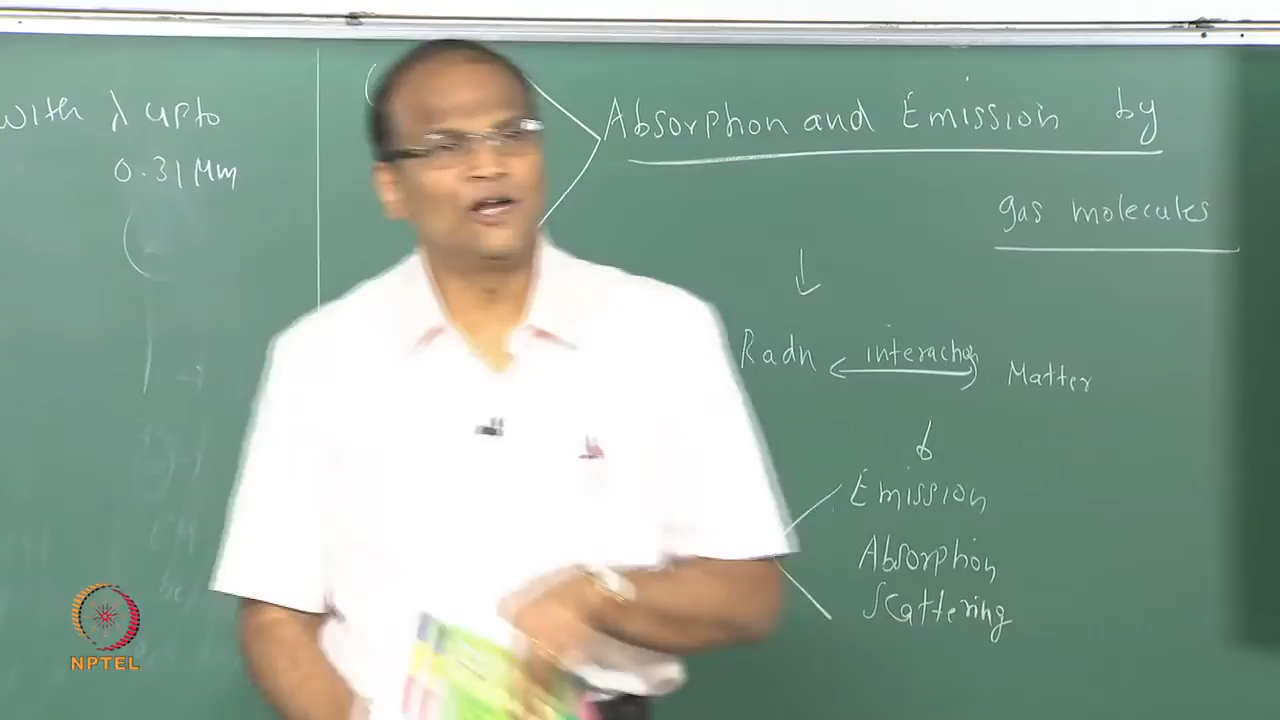 with λ upto
0.31 μm
Absorption and Emission by
gas molecules
Radn interaction Matter
Emission
Absorption
Scattering
NPTEL